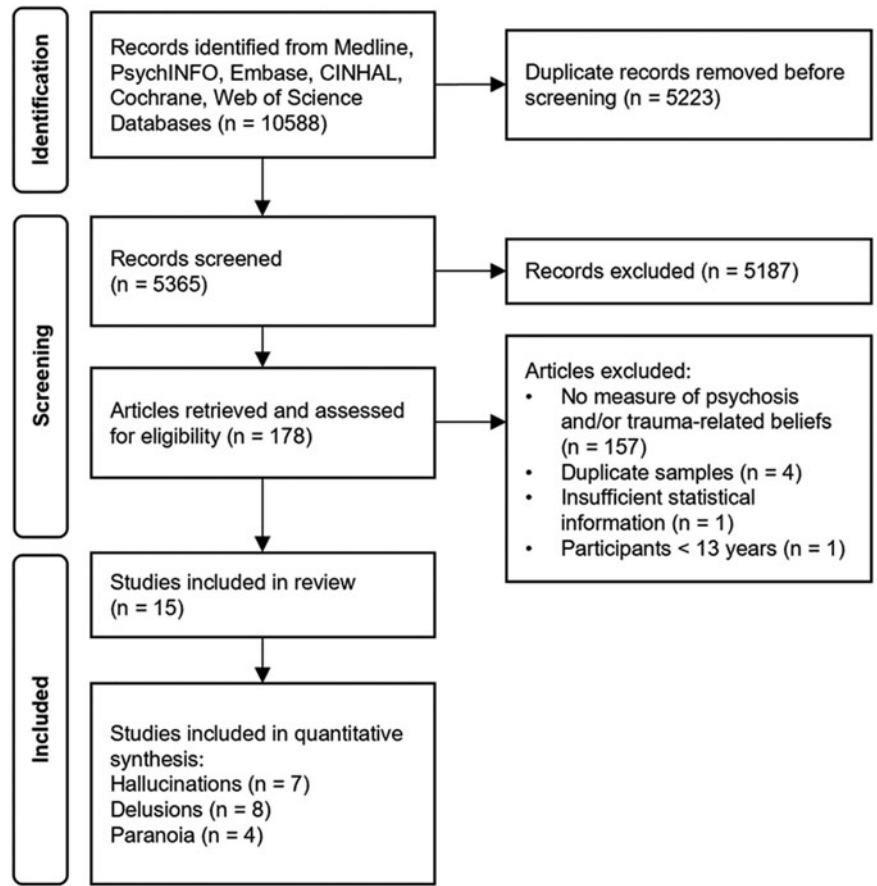 Identification
Records identified from Medline,
PsychINFO, Embase, CINHAL,
Cochrane, Web of Science
Databases (n = 10588)
Duplicate records removed before
screening (n = 5223)
Screening
Records screened
(n = 5365)
Records excluded (n = 5187)
Articles retrieved and assessed
for eligibility (n = 178)
Articles excluded:
• No measure of psychosis
and/or trauma-related beliefs
(n = 157)
• Duplicate samples (n = 4)
• Insufficient statistical
information (n = 1)
• Participants < 13 years (n = 1)
Included
Studies included in review
(n = 15)
Studies included in quantitative
synthesis:
Hallucinations (n = 7)
Delusions (n = 8)
Paranoia (n = 4)